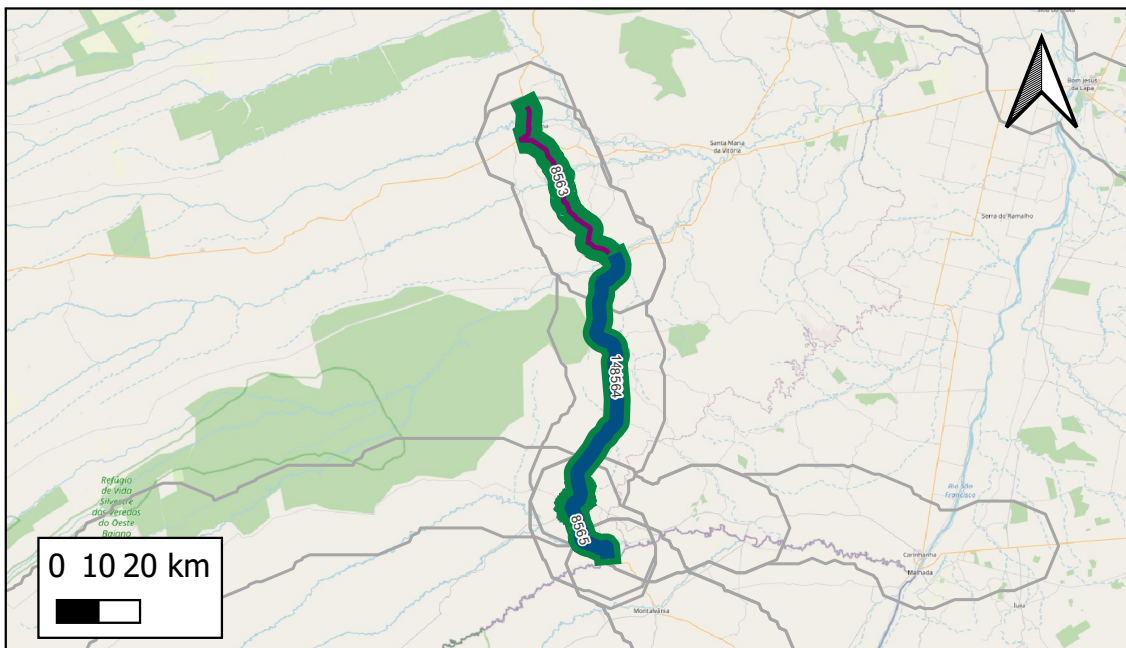 Bom Jesus
da Lapa
Santa Maria
da Vitória
8563
Serra do Ramalho
148564
Refúgio
de Vida
Silvestre
das Veredas
do Oeste
Baiano
Rio São
Francisco
8565
Carinhanha
Malhada
Iuiu
Montalvânia
0 10 20 km